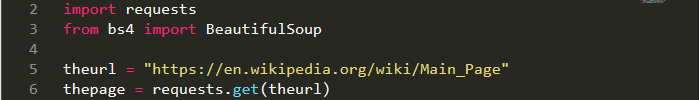 2 import requests
3 from bs4 import BeautifulSoup
4
5 theurl = "https://en.wikipedia.org/wiki/Main_Page"
6 thepage = requests.get(theurl)